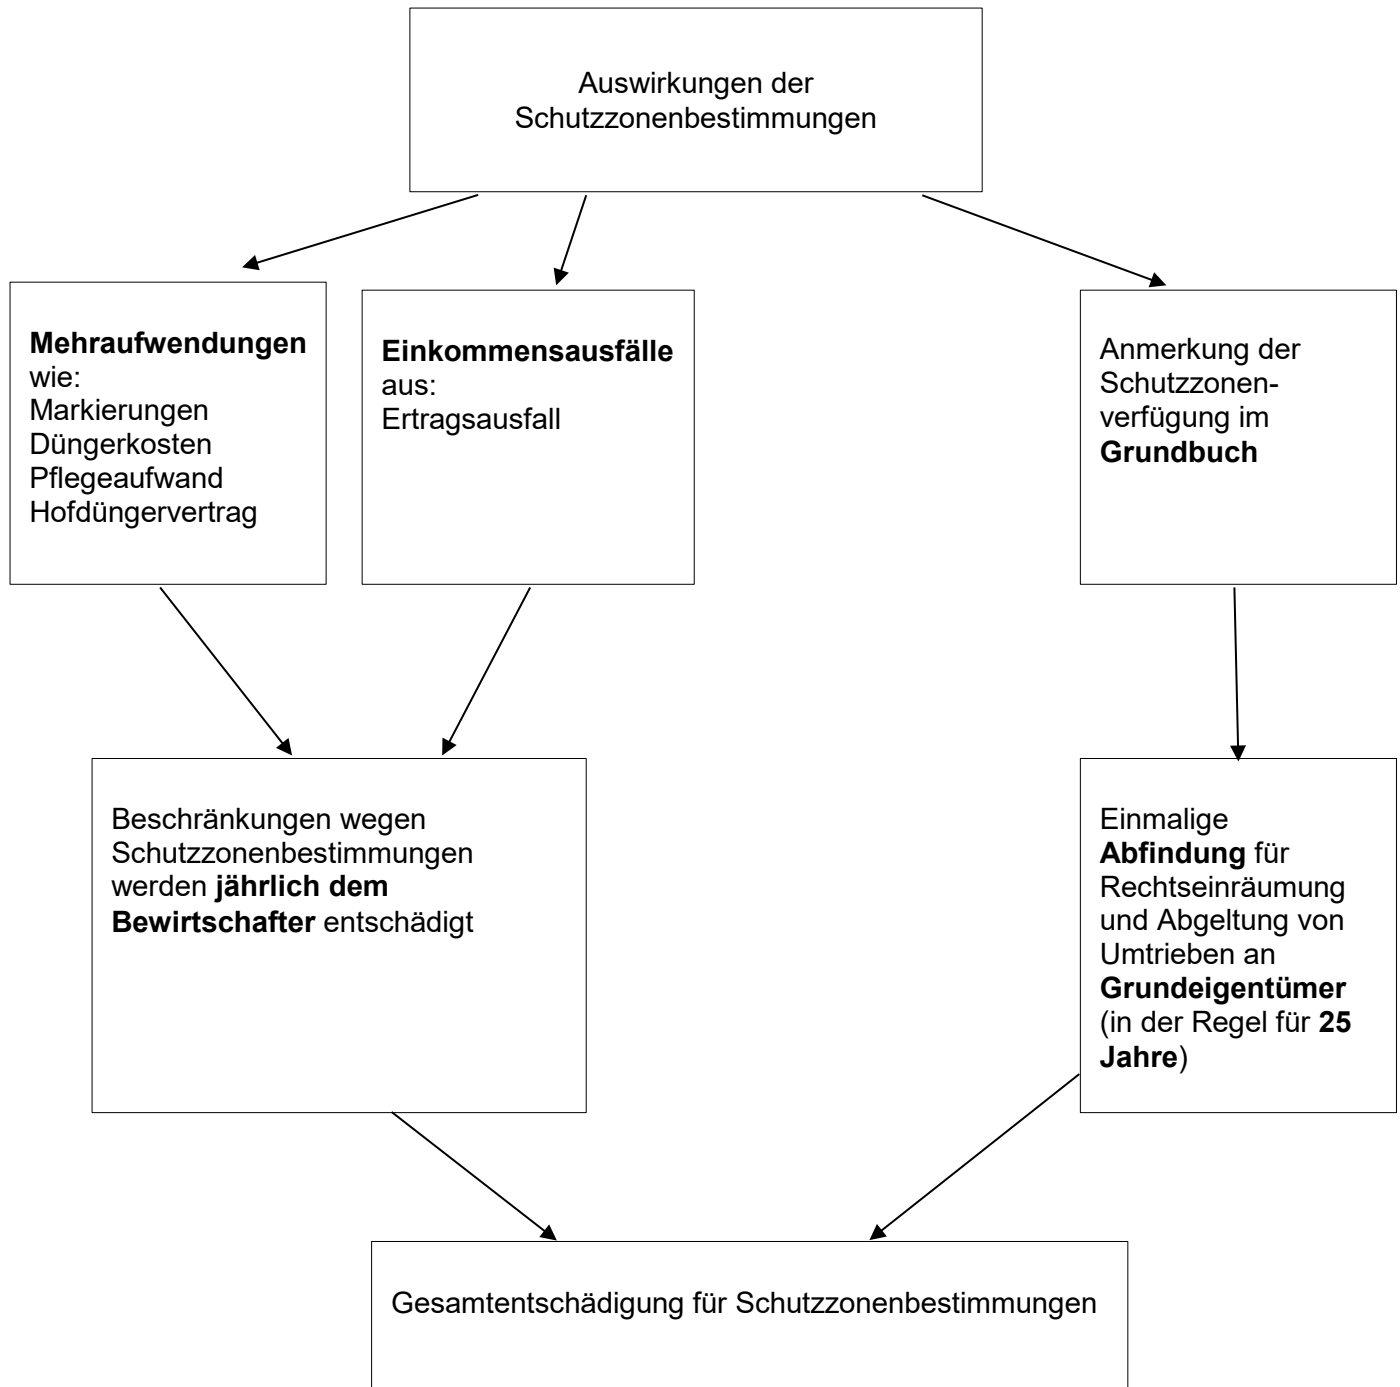 Auswirkungen der
Schutzzonenbestimmungen
Mehraufwendungen
wie:
Markierungen
Düngerkosten
Pflegeaufwand
Hofdüngervertrag
Einkommensausfälle
aus:
Ertragsausfall
Anmerkung der
Schutzzonen-
verfügung im
Grundbuch
Beschränkungen wegen
Schutzzonenbestimmungen
werden jährlich dem
Bewirtschafter entschädigt
Einmalige
Abfindung für
Rechtseinräumung
und Abgeltung von
Umtrieben an
Grundeigentümer
(in der Regel für 25
Jahre)
Gesamtentschädigung für Schutzzonenbestimmungen